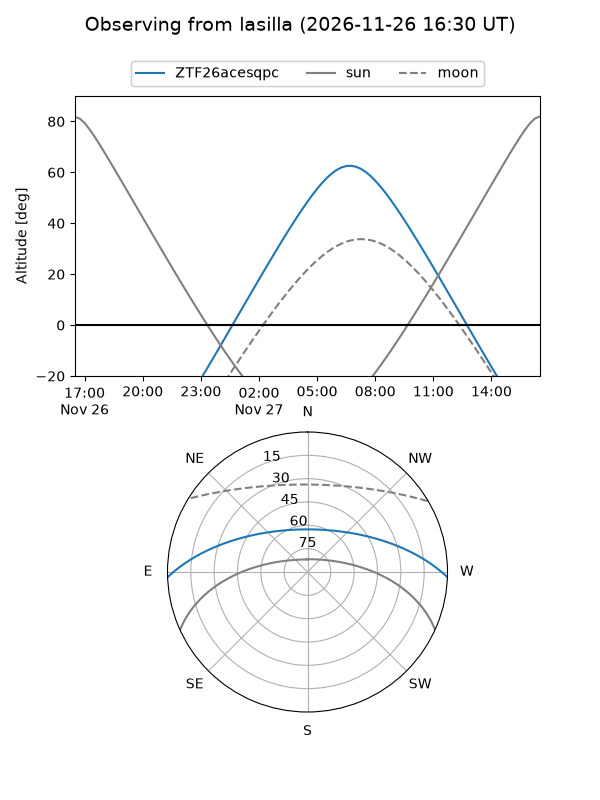 Observing from lasilla (2026-11-26 16:30 UT)
ZTF26acesqpc
sun
moon
Altitude [deg]
80
60
40
20
0
−20
17:00
Nov 26
20:00
23:00
02:00
Nov 27
05:00
08:00
11:00
14:00
N
NE
NW
15
30
45
60
75
E
W
SE
SW
S